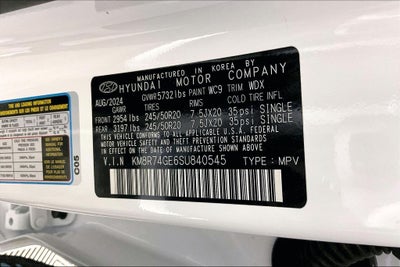 MANUFACTURED IN KOREA BY
HYUNDAI MOTOR COMPANY
AUG/2024 GVWR 5732 lbs PAINT WC9 TRIM WDX
GAWR TIRES RIMS COLD TIRE INFL
FRONT 2954 lbs 245/50R20 7.5JX20 35psi SINGLE
REAR 3197 lbs 245/50R20 7.5JX20 35psi SINGLE
THIS VEHICLE CONFORMS TO ALL APPLICABLE U.S. FEDERAL
MOTOR VEHICLE SAFETY AND THEFT PREVENTION STANDARDS
IN EFFECT ON THE DATE OF MANUFACTURE SHOWN ABOVE.
V.I.N KM8R74GE6SU840545 TYPE : MPV
C05